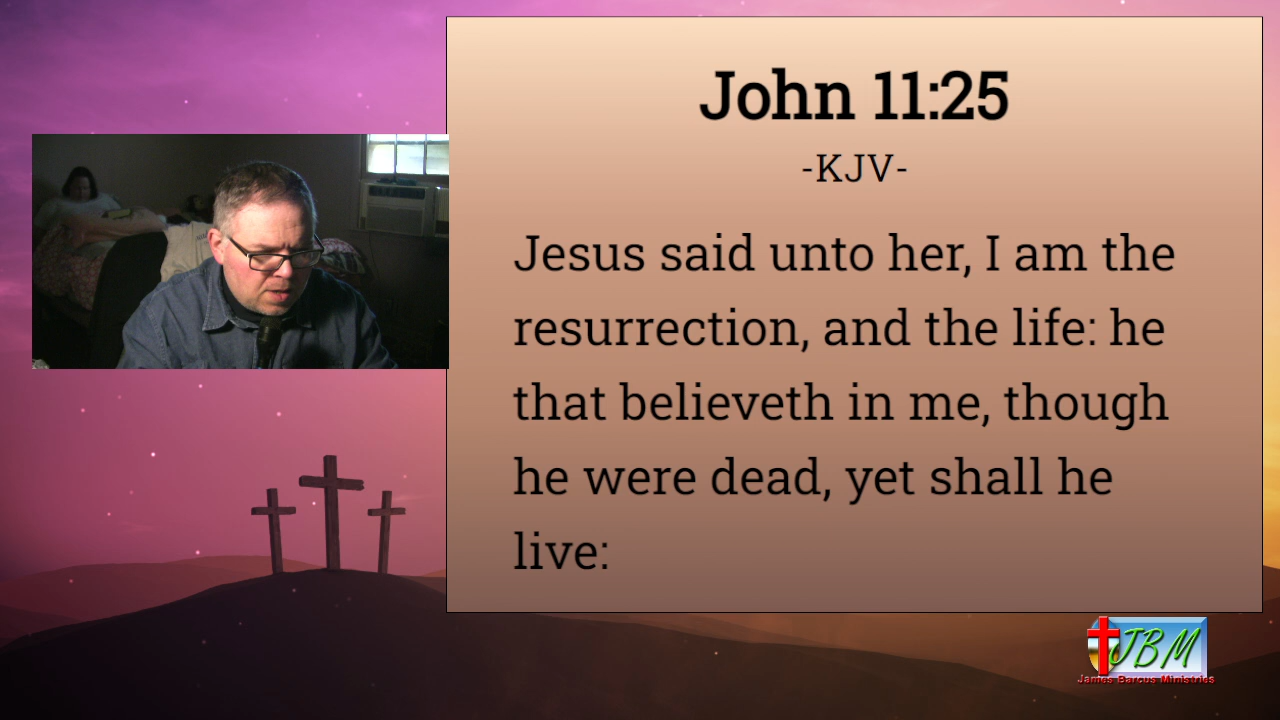 John 11:25
-KJV-
Jesus said unto her, I am the
resurrection, and the life: he
that believeth in me, though
he were dead, yet shall he
live:
JBM
James Barcus Ministries